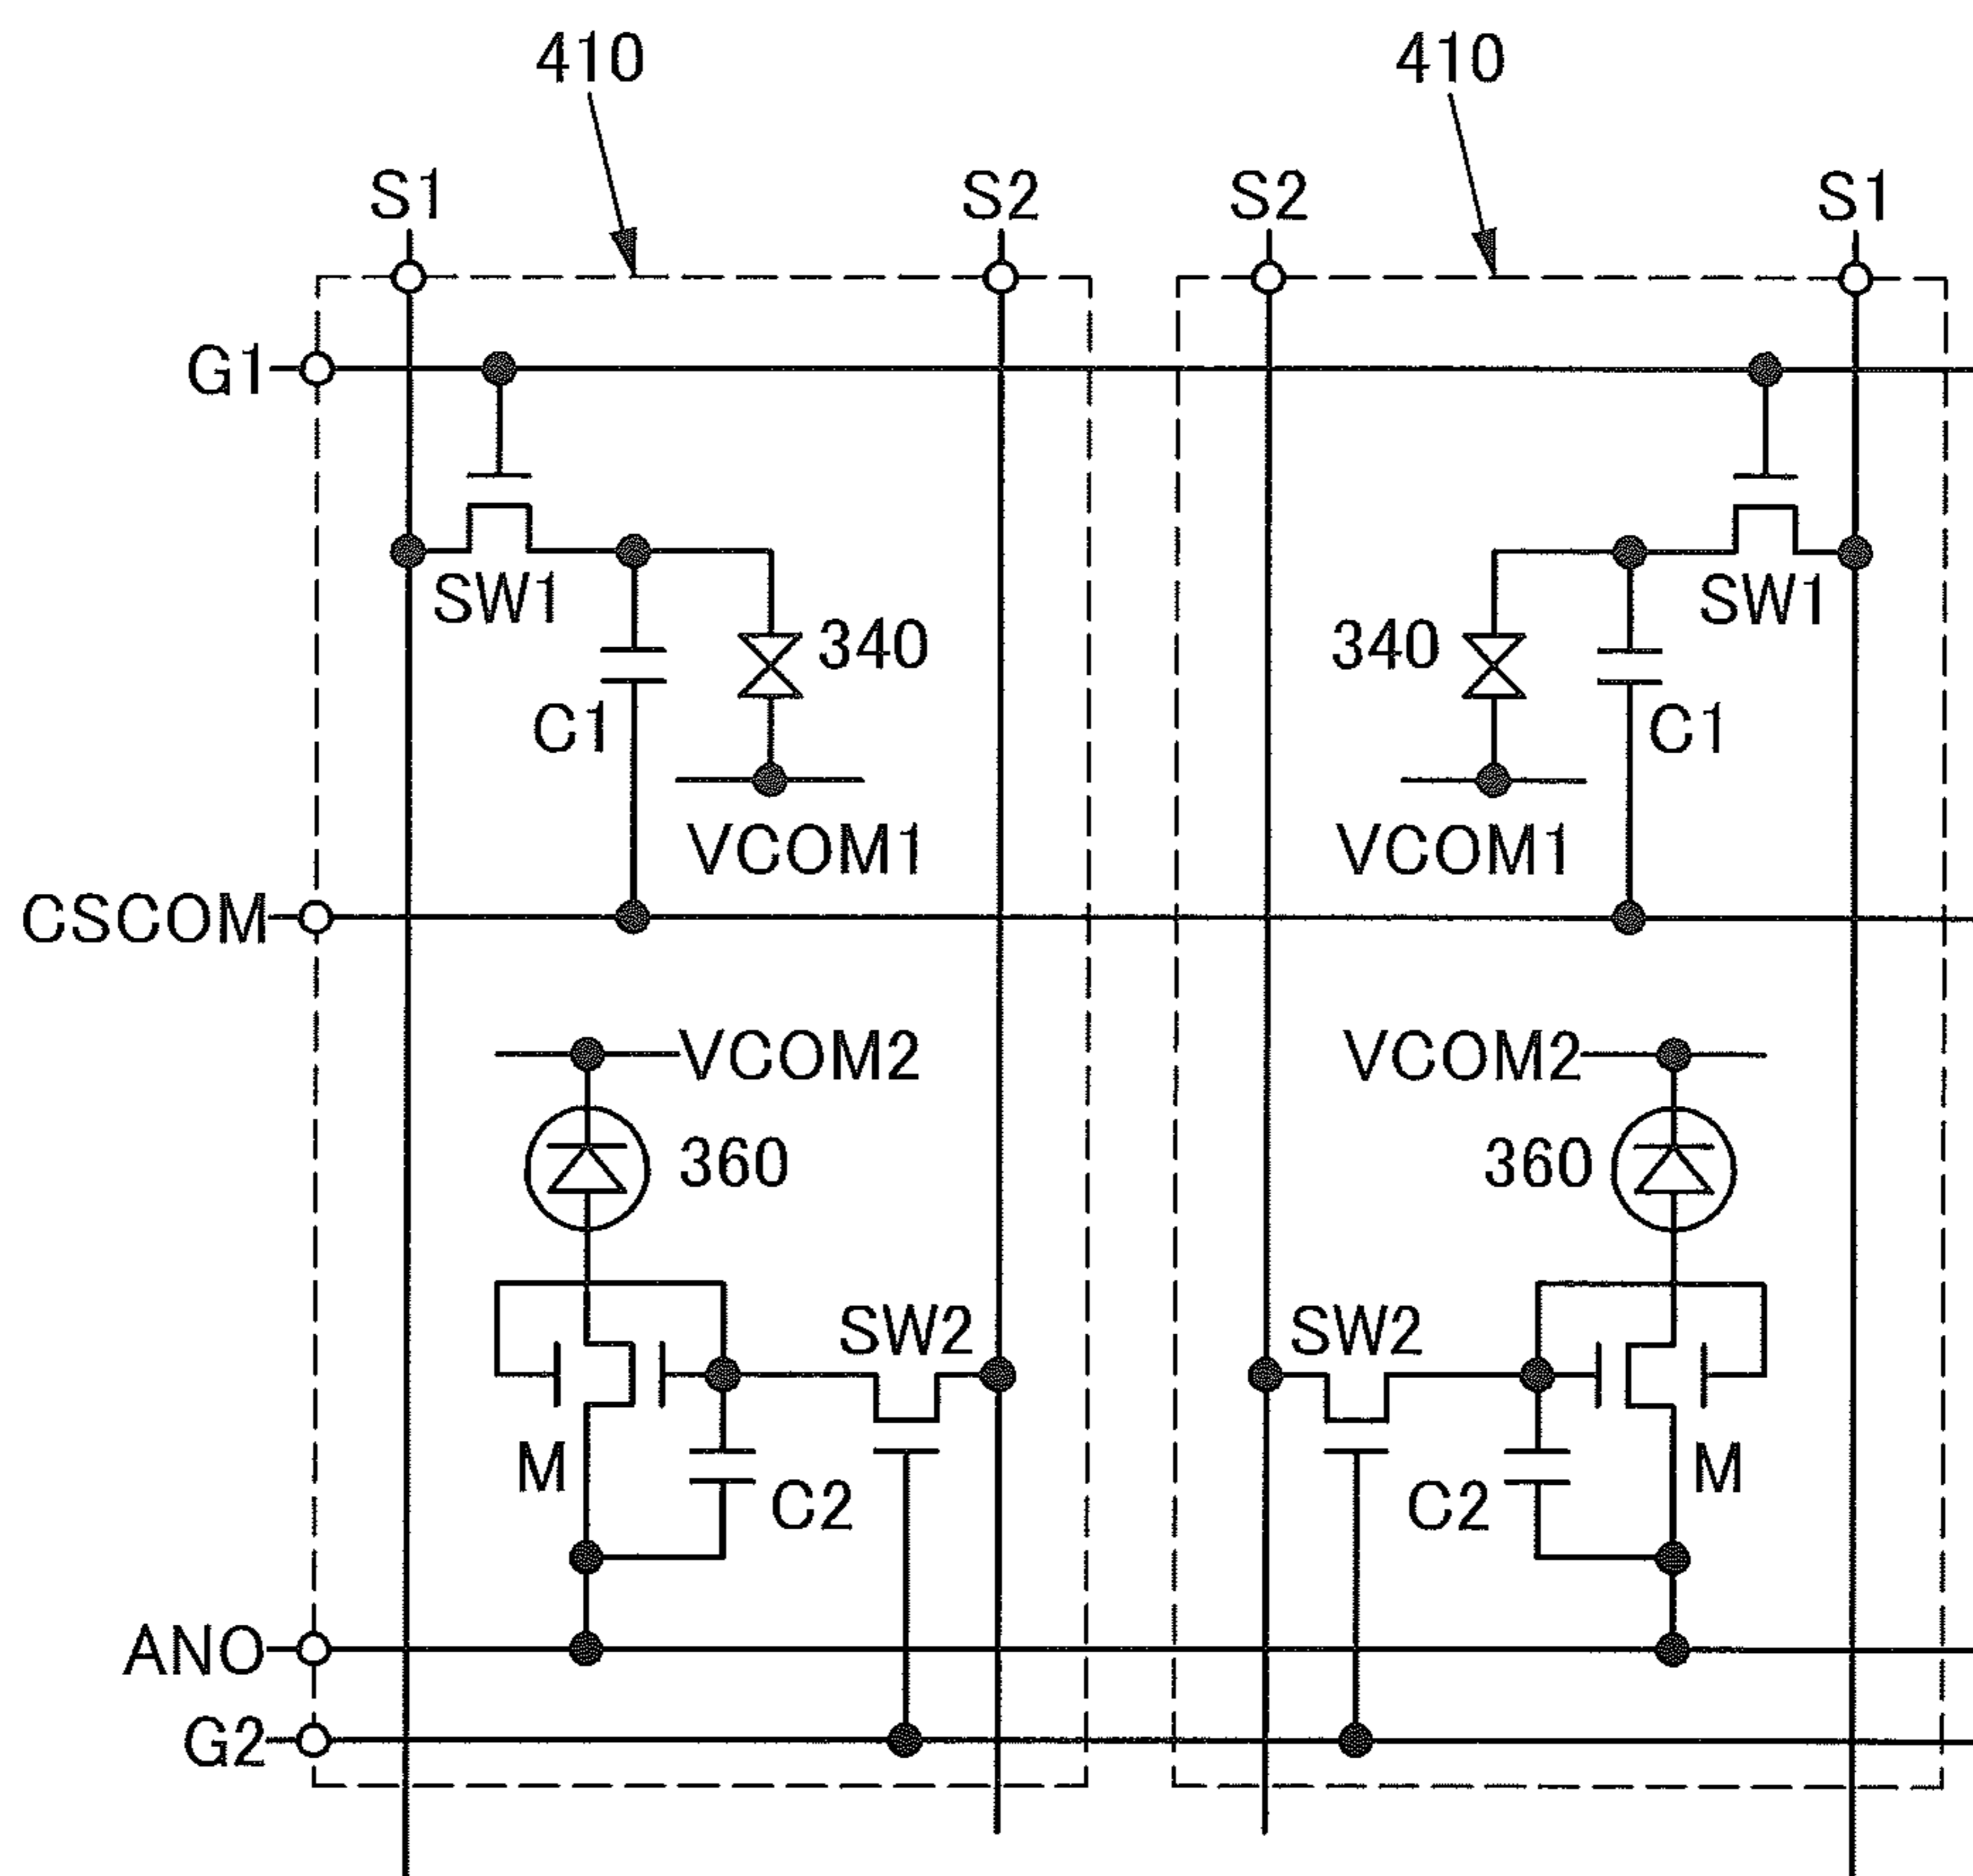 410 410
S1 S2 S2 S1
G1
SW1 SW1
340 340
C1 C1
VCOM1 VCOM1
CSCOM
VCOM2 VCOM2
360 360
SW2 SW2
M M
C2 C2
ANO
G2